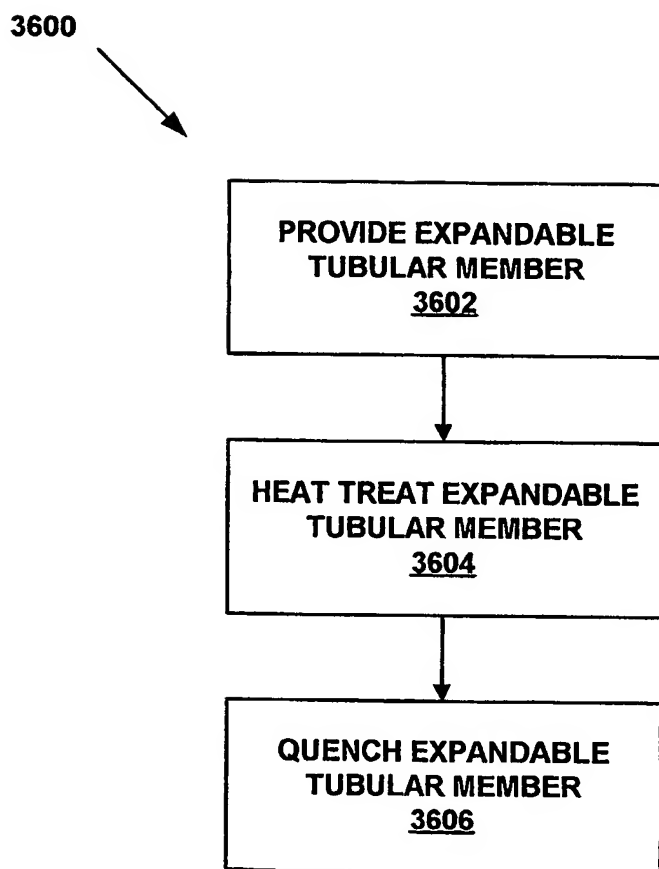 3600
PROVIDE EXPANDABLE
TUBULAR MEMBER
3602
HEAT TREAT EXPANDABLE
TUBULAR MEMBER
3604
QUENCH EXPANDABLE
TUBULAR MEMBER
3606